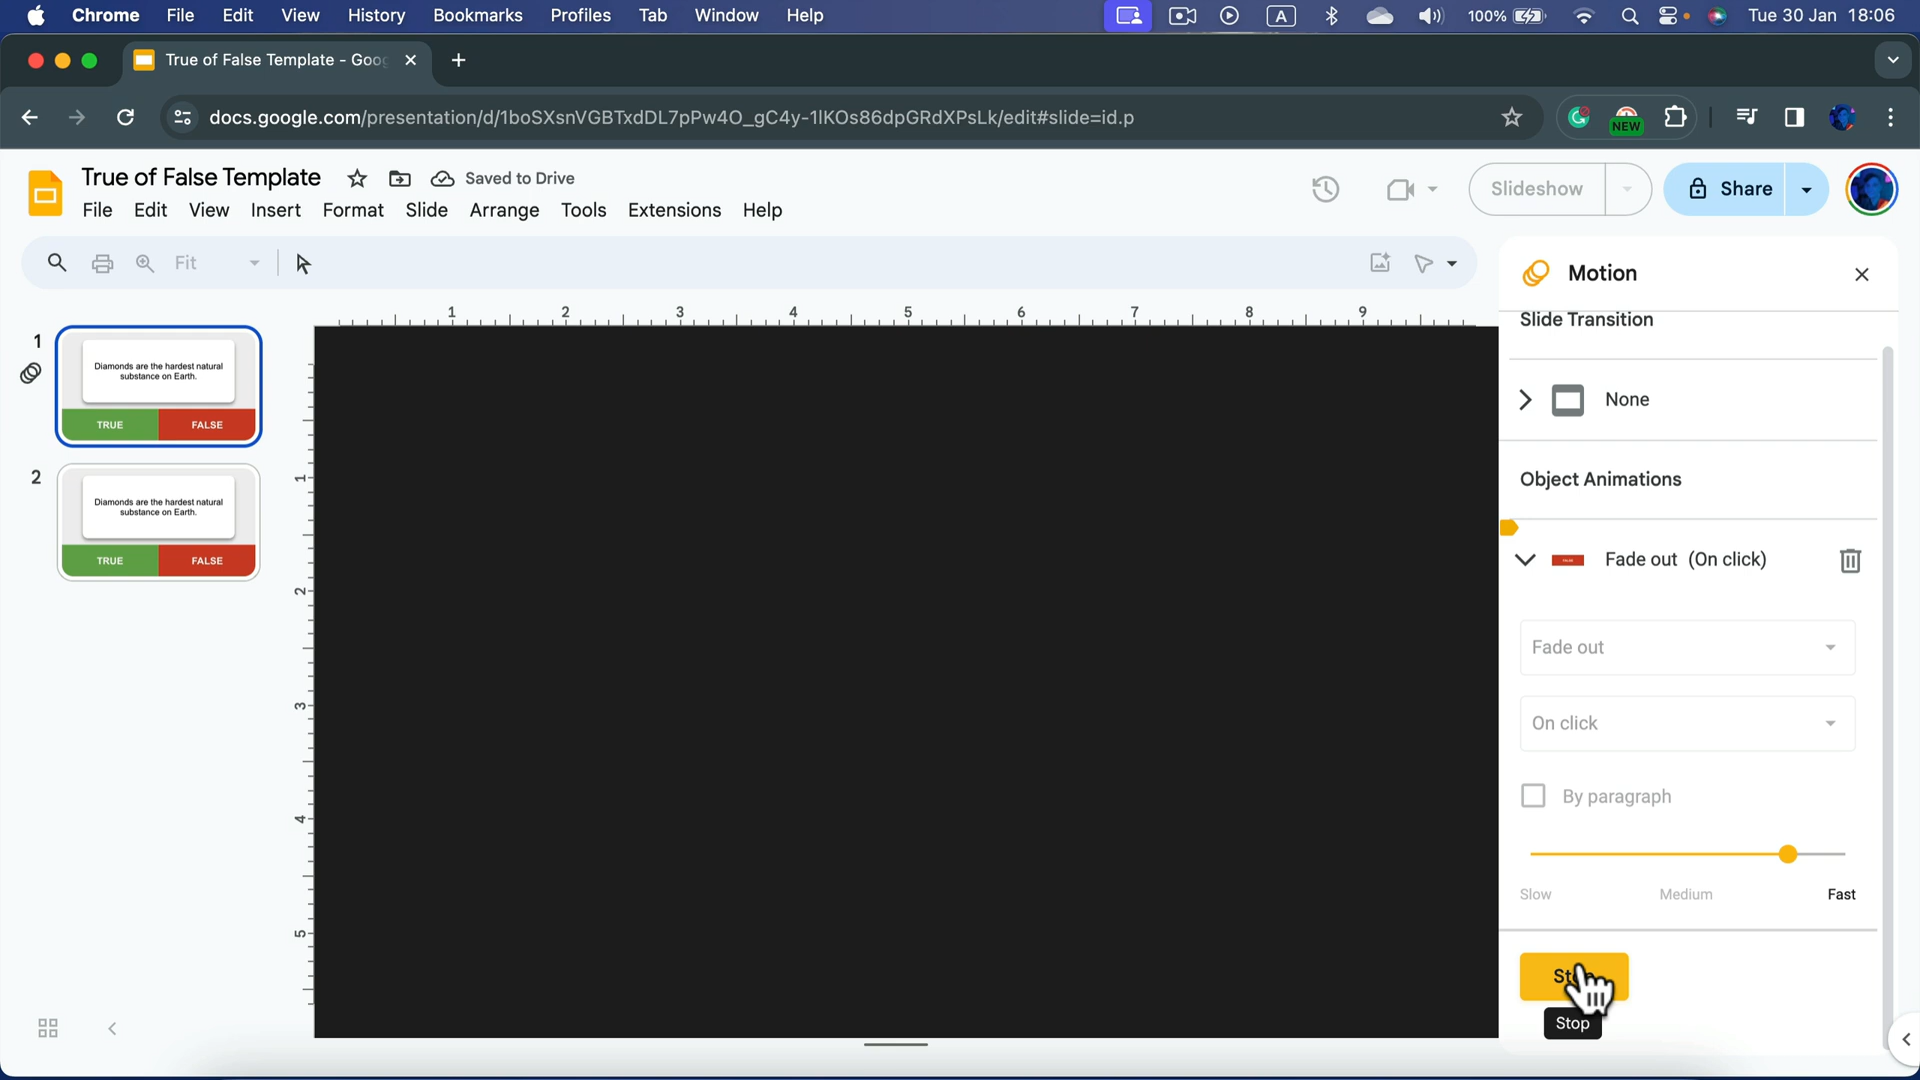 Chrome File Edit View History Bookmarks Profiles Tab Window Help A 100% Tue 30 Jan 18:06
True of False Template - Goo
docs.google.com/presentation/d/1boSXsnVGBTxdDL7pPw4O_gC4y-1lKOs86dpGRdXPsLk/edit#slide=id.p NEW
True of False Template Saved to Drive
File Edit View Insert Format Slide Arrange Tools Extensions Help
Slideshow Share
Fit
1 2 3 4 5 6 7 8 9
1
2
3
4
5
1
Diamonds are the hardest natural
substance on Earth.
TRUE FALSE
2
Diamonds are the hardest natural
substance on Earth.
TRUE FALSE
Motion
Slide Transition
None
Object Animations
Fade out (On click)
Fade out
On click
By paragraph
Slow Medium Fast
Stop